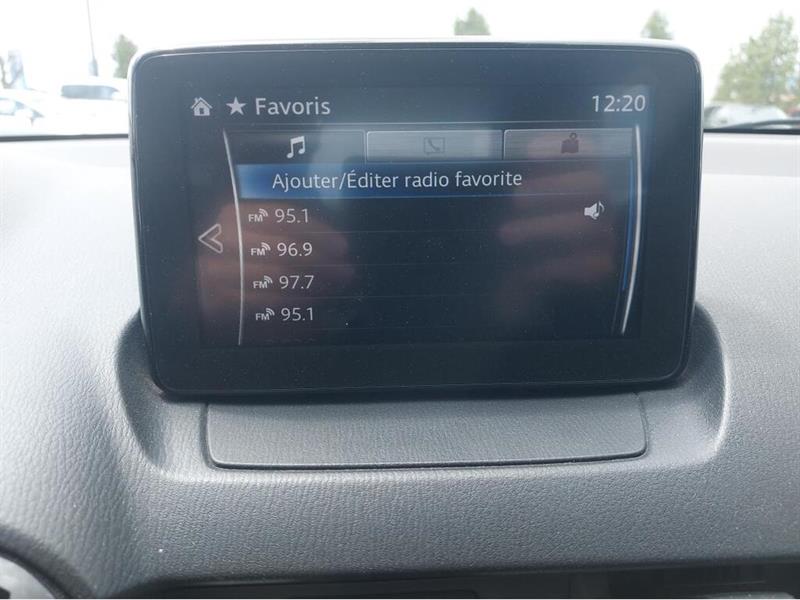 Favoris 12:20
Ajouter/Éditer radio favorite
FM 95.1
FM 96.9
FM 97.7
FM 95.1